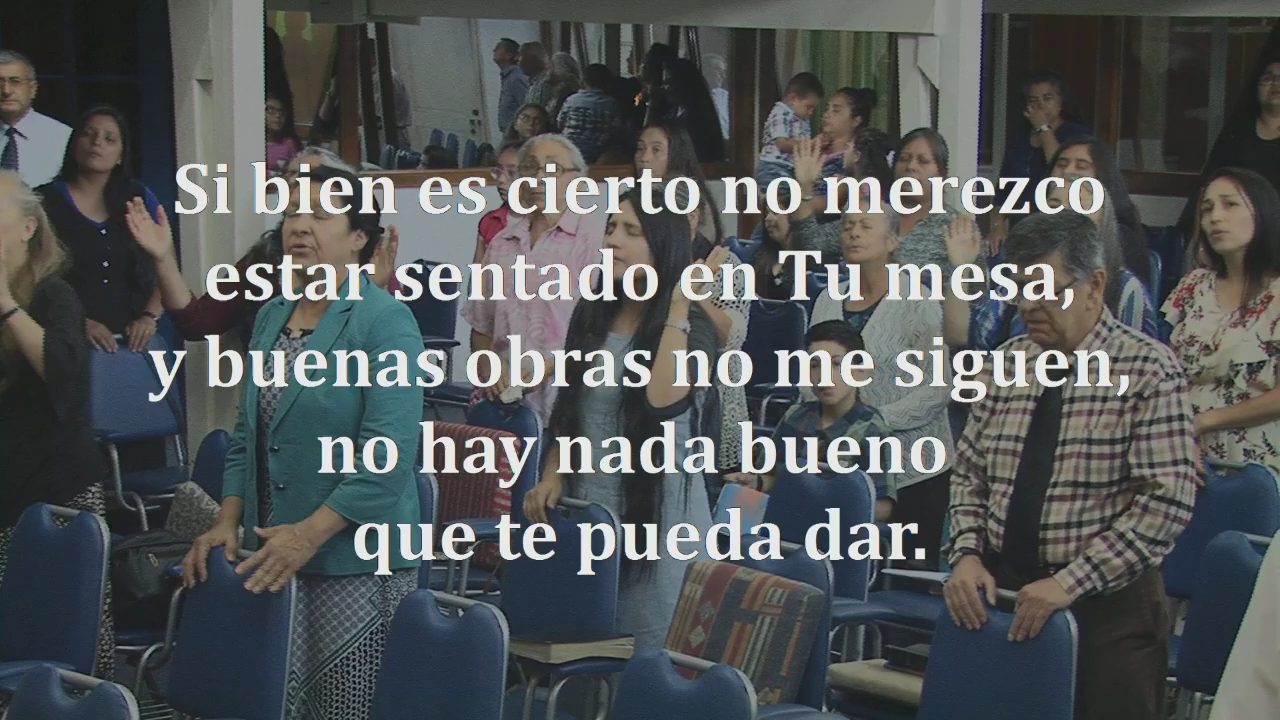 Si bien es cierto no merezco
estar sentado en Tu mesa,
y buenas obras no me siguen,
no hay nada bueno
que te pueda dar.